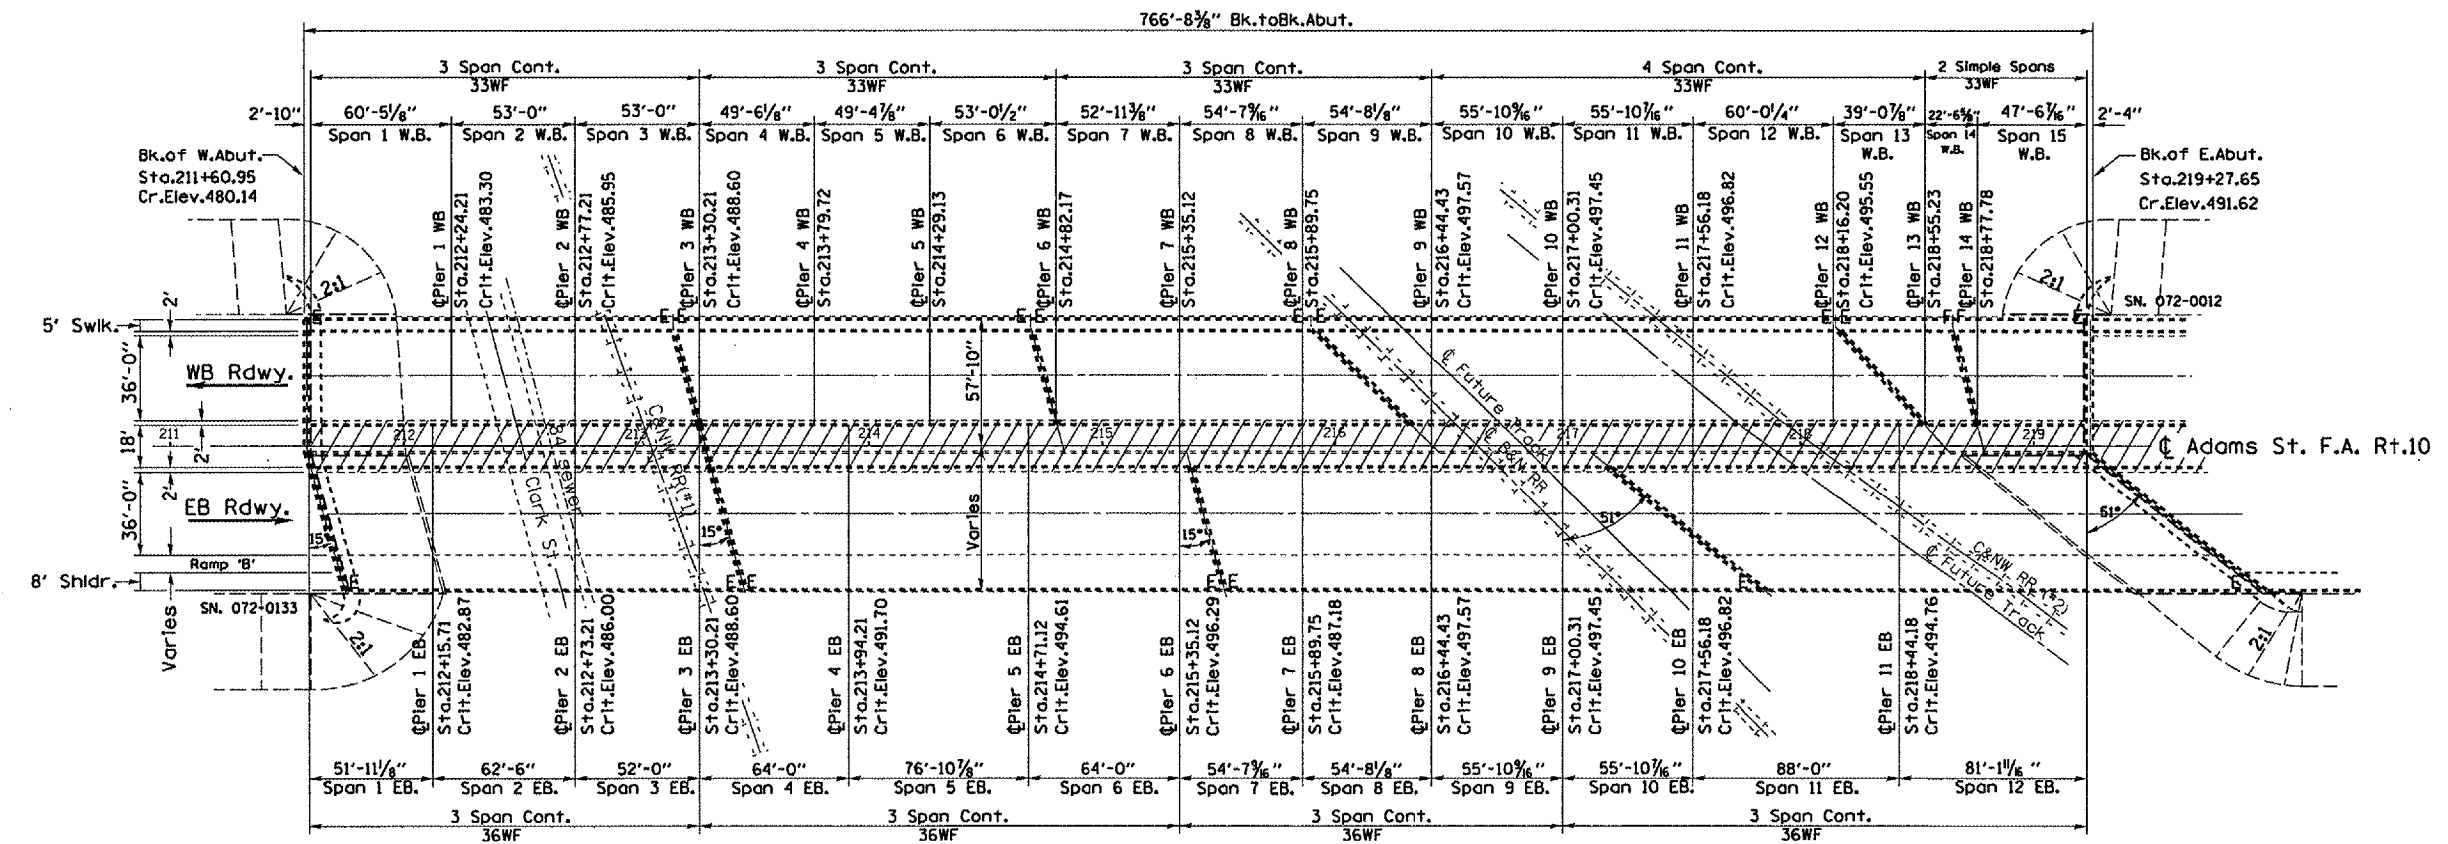 766'-8⅜" Bk.toBk.Abut.
3 Span Cont.
33WF
3 Span Cont.
33WF
3 Span Cont.
33WF
4 Span Cont.
33WF
2 Simple Spans
33WF
2'-10"
60'-5⅛"
53'-0"
53'-0"
49'-6⅛"
49'-4⅞"
53'-0½"
52'-11⅜"
54'-7⁹⁄₁₆"
54'-8⅛"
55'-10⁹⁄₁₆"
55'-10⁷⁄₁₆"
60'-0¼"
39'-0⅞"
47'-6⁷⁄₁₆"
2'-4"
Span 1 W.B.
Span 2 W.B.
Span 3 W.B.
Span 4 W.B.
Span 5 W.B.
Span 6 W.B.
Span 7 W.B.
Span 8 W.B.
Span 9 W.B.
Span 10 W.B.
Span 11 W.B.
Span 12 W.B.
Span 13
W.B.
Span 14
W.B.
Span 15
W.B.
Bk.of W.Abut.
Sta.211+60.95
Cr.Elev.480.14
Bk.of E.Abut.
Sta.219+27.65
Cr.Elev.491.62
℄Pier 1 WB
Sta.212+24.21
Crit.Elev.483.30
℄Pier 2 WB
Sta.212+77.21
Crit.Elev.485.95
℄Pier 3 WB
Sta.213+30.21
Crit.Elev.488.60
℄Pier 4 WB
Sta.213+79.72
℄Pier 5 WB
Sta.214+29.13
℄Pier 6 WB
Sta.214+82.17
℄Pier 7 WB
Sta.215+35.12
℄Pier 8 WB
Sta.215+89.75
℄Pier 9 WB
Sta.216+44.43
Crit.Elev.497.57
℄Pier 10 WB
Sta.217+00.31
Crit.Elev.497.45
℄Pier 11 WB
Sta.217+56.18
Crit.Elev.496.82
℄Pier 12 WB
Sta.218+16.20
Crit.Elev.495.55
℄Pier 13 WB
Sta.218+55.23
℄Pier 14 WB
Sta.218+77.78
2:1
2:1
SN. 072-0012
2'
5' Swlk.
36'-0"
WB Rdwy.
57'-10"
18'
2'
211
212
213
214
215
216
217
218
219
℄ Adams St. F.A. Rt.10
2'
36'-0"
EB Rdwy.
Varies
15°
15°
15°
51°
51°
Ramp 'B'
8' Shldr.
Varies
SN. 072-0133
2:1
2:1
Clark St.
84 sewer
C&NW RR(#1)
℄ Future Track
℄ B&N RR
C&NW RR (#2)
℄ Future Track
E
E
E
E
E
E
E
E
E
E
E
E
E
℄Pier 1 EB
Sta.212+15.71
Crit.Elev.482.87
℄Pier 2 EB
Sta.212+73.21
Crit.Elev.486.00
℄Pier 3 EB
Sta.213+30.21
Crit.Elev.488.60
℄Pier 4 EB
Sta.213+94.21
Crit.Elev.491.70
℄Pier 5 EB
Sta.214+71.12
Crit.Elev.494.61
℄Pier 6 EB
Sta.215+35.12
Crit.Elev.496.29
℄Pier 7 EB
Sta.215+89.75
Crit.Elev.487.18
℄Pier 8 EB
Sta.216+44.43
Crit.Elev.497.57
℄Pier 9 EB
Sta.217+00.31
Crit.Elev.497.45
℄Pier 10 EB
Sta.217+56.18
Crit.Elev.496.82
℄Pier 11 EB
Sta.218+44.18
Crit.Elev.494.76
51'-11⅛"
62'-6"
52'-0"
64'-0"
76'-10⅞"
64'-0"
54'-7⁹⁄₁₆"
54'-8⅛"
55'-10⁹⁄₁₆"
55'-10⁷⁄₁₆"
88'-0"
81'-1¹¹⁄₁₆"
Span 1 EB.
Span 2 EB.
Span 3 EB.
Span 4 EB.
Span 5 EB.
Span 6 EB.
Span 7 EB.
Span 8 EB.
Span 9 EB.
Span 10 EB.
Span 11 EB.
Span 12 EB.
3 Span Cont.
36WF
3 Span Cont.
36WF
3 Span Cont.
36WF
3 Span Cont.
36WF